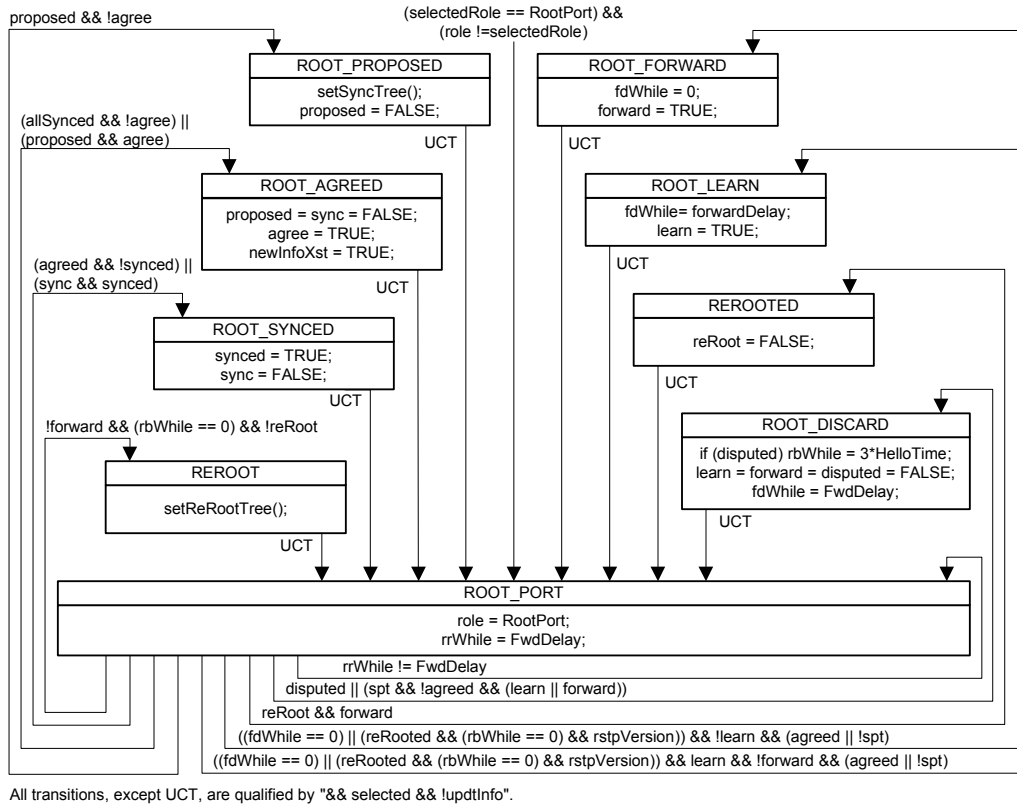 proposed && !agree
(selectedRole == RootPort) &&
(role !=selectedRole)
ROOT_PROPOSED
setSyncTree();
proposed = FALSE;
UCT
ROOT_FORWARD
fdWhile = 0;
forward = TRUE;
UCT
(allSynced && !agree) ||
(proposed && agree)
ROOT_AGREED
proposed = sync = FALSE;
agree = TRUE;
newInfoXst = TRUE;
UCT
ROOT_LEARN
fdWhile= forwardDelay;
learn = TRUE;
UCT
(agreed && !synced) ||
(sync && synced)
ROOT_SYNCED
synced = TRUE;
sync = FALSE;
UCT
REROOTED
reRoot = FALSE;
UCT
!forward && (rbWhile == 0) && !reRoot
REROOT
setReRootTree();
UCT
ROOT_DISCARD
if (disputed) rbWhile = 3*HelloTime;
learn = forward = disputed = FALSE;
fdWhile = FwdDelay;
UCT
ROOT_PORT
role = RootPort;
rrWhile = FwdDelay;
rrWhile != FwdDelay
disputed || (spt && !agreed && (learn || forward))
reRoot && forward
((fdWhile == 0) || (reRooted && (rbWhile == 0) && rstpVersion)) && !learn && (agreed || !spt)
((fdWhile == 0) || (reRooted && (rbWhile == 0) && rstpVersion)) && learn && !forward && (agreed || !spt)
All transitions, except UCT, are qualified by "&& selected && !updtInfo".